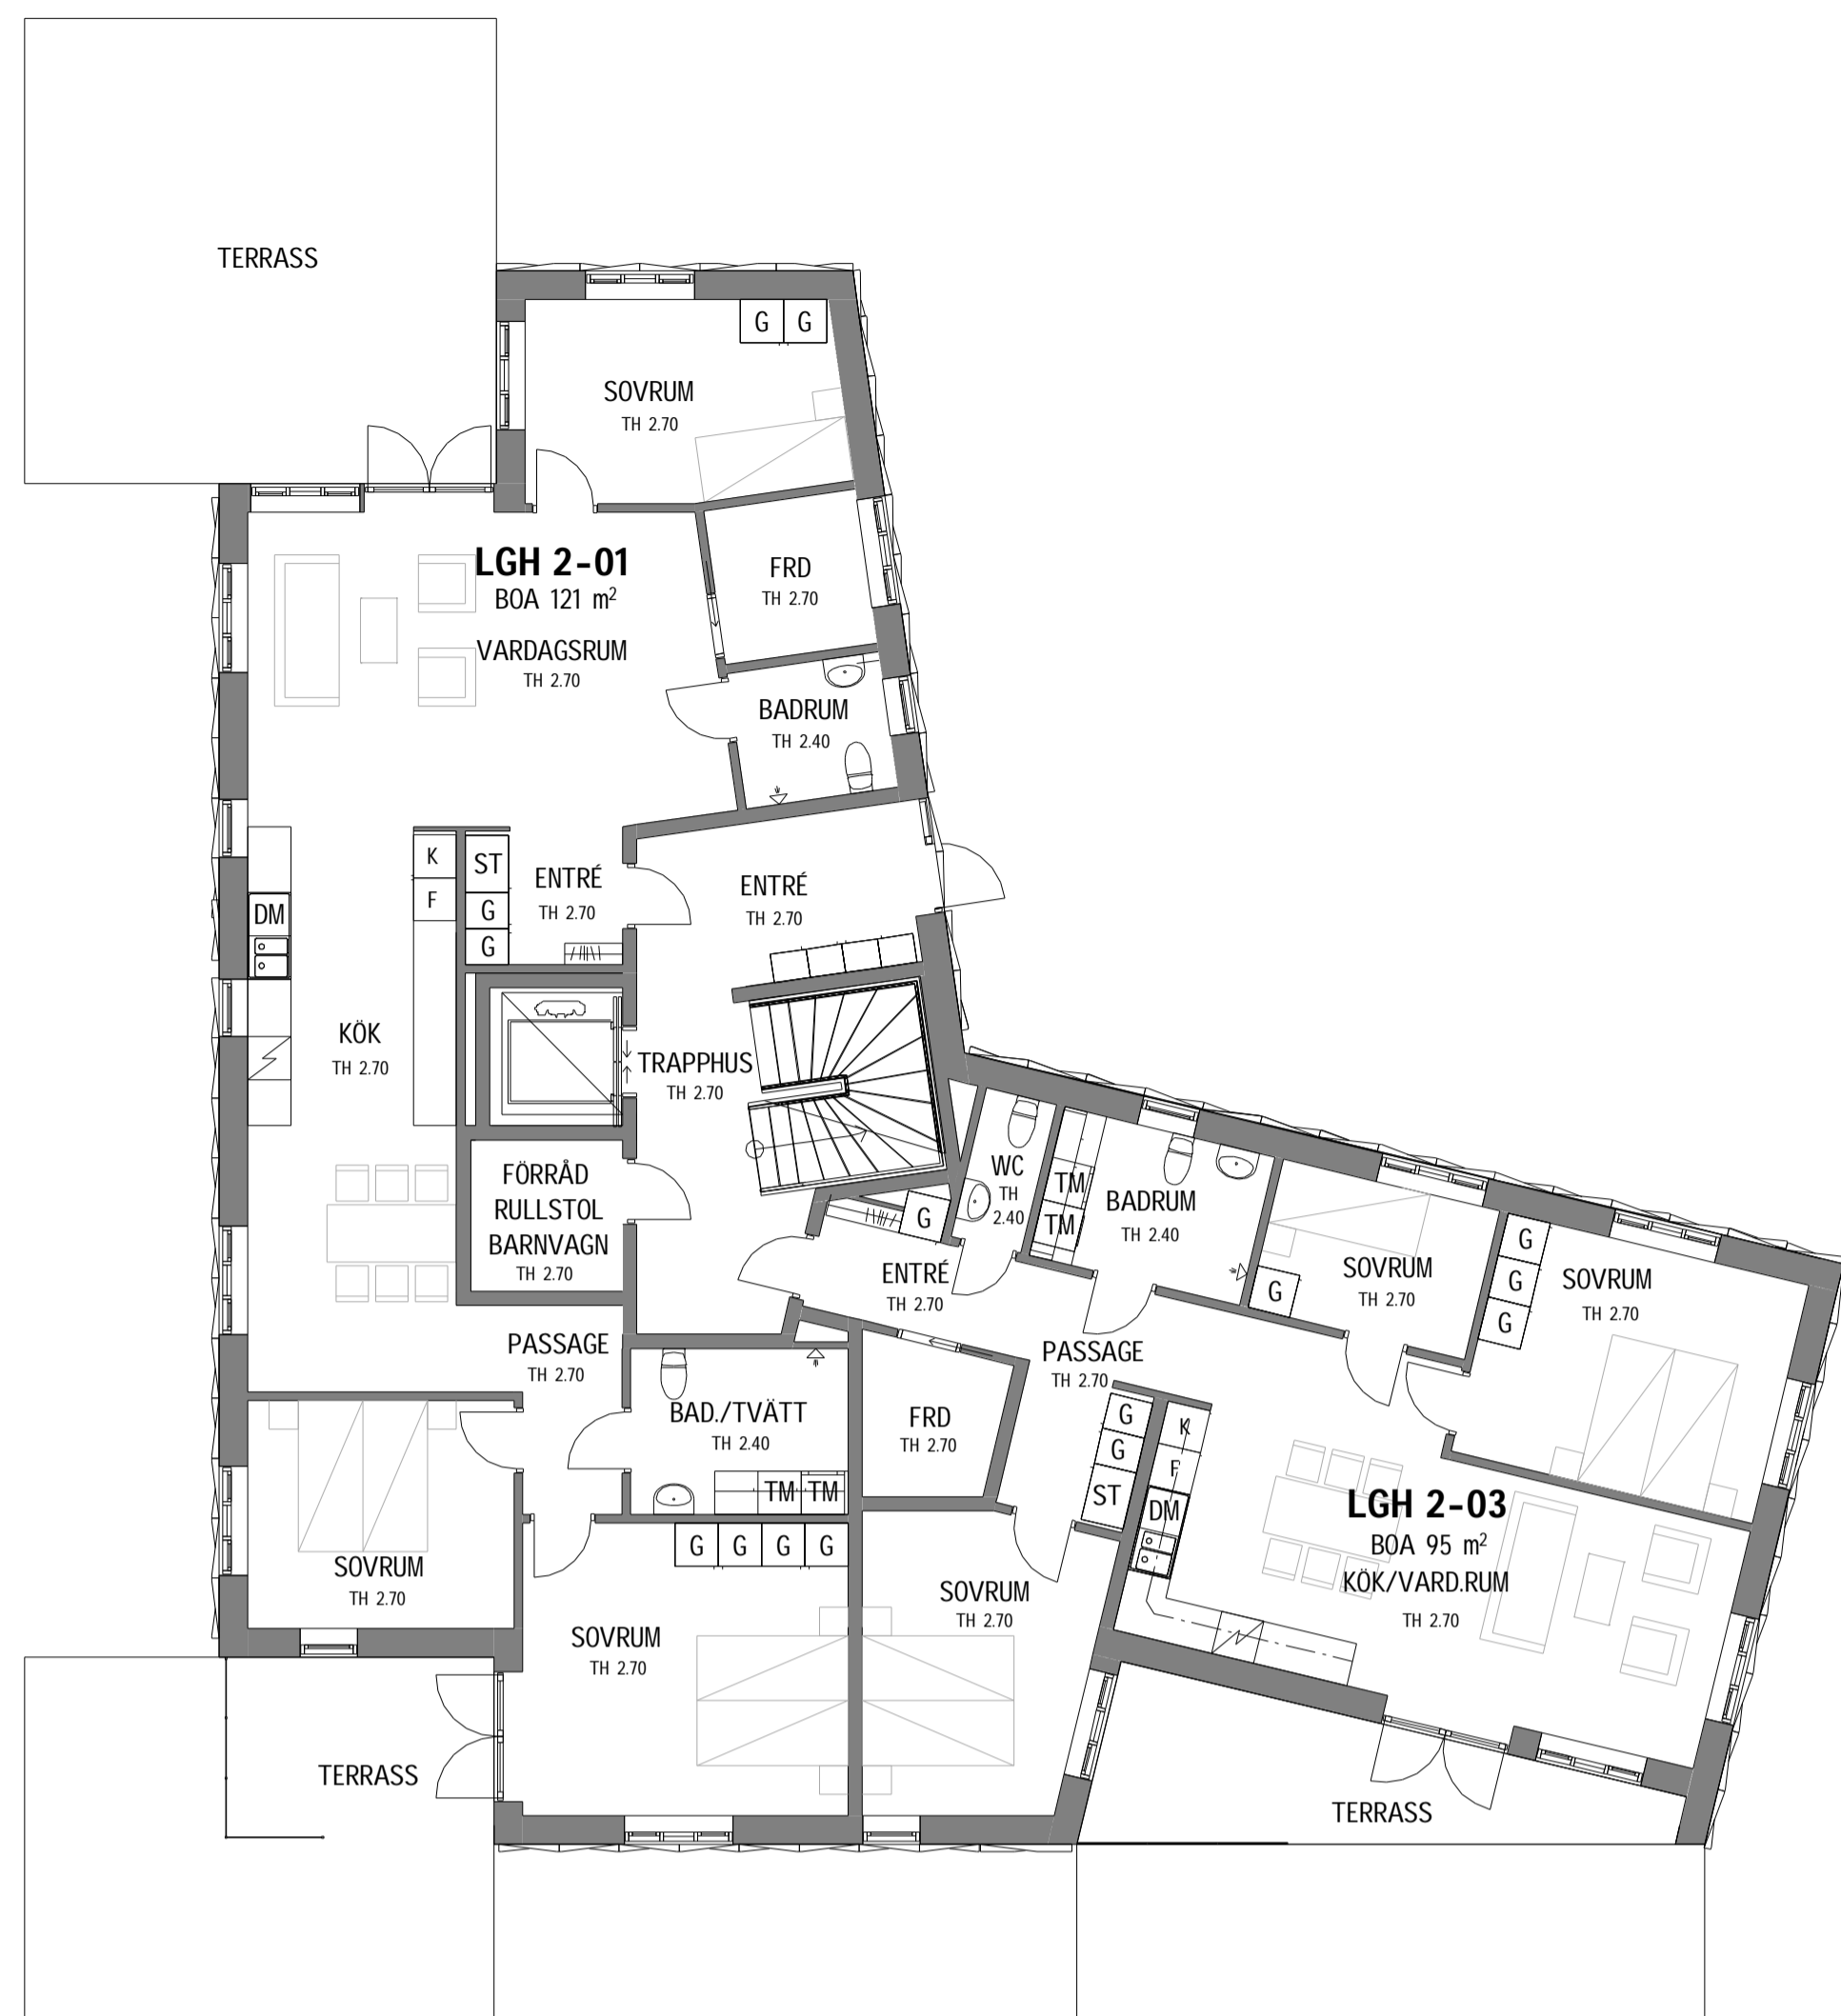 TERRASS
G G
SOVRUM
TH 2.70
LGH 2-01
BOA 121 m²
VARDAGSRUM
TH 2.70
FRD
TH 2.70
BADRUM
TH 2.40
K
F
ST
G
G
ENTRÉ
TH 2.70
ENTRÉ
TH 2.70
DM
KÖK
TH 2.70
TRAPPHUS
TH 2.70
FÖRRÅD
RULLSTOL
BARNVAGN
TH 2.70
WC
TH
2.40
G
TM
TM
BADRUM
TH 2.40
ENTRÉ
TH 2.70
G
SOVRUM
TH 2.70
G
G
G
SOVRUM
TH 2.70
PASSAGE
TH 2.70
PASSAGE
TH 2.70
BAD./TVÄTT
TH 2.40
TM TM
FRD
TH 2.70
G
G
ST
K
F
DM
LGH 2-03
BOA 95 m²
KÖK/VARD.RUM
TH 2.70
SOVRUM
TH 2.70
G G G G
SOVRUM
TH 2.70
SOVRUM
TH 2.70
TERRASS
TERRASS